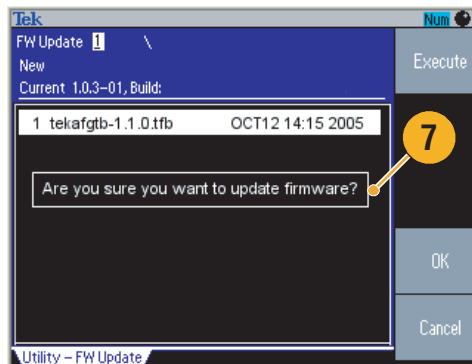 Tek
Num
FW Update 1 \
New
Current 1.0.3-01, Build:
Execute
1 tekafgtb-1.1.0.tfb OCT12 14:15 2005
7
Are you sure you want to update firmware?
OK
Cancel
Utility – FW Update